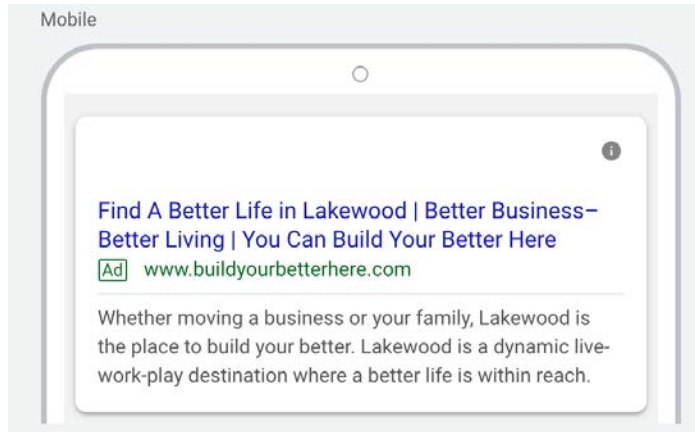 Mobile
Find A Better Life in Lakewood | Better Business–
Better Living | You Can Build Your Better Here
Ad www.buildyourbetterhere.com
Whether moving a business or your family, Lakewood is
the place to build your better. Lakewood is a dynamic live-
work-play destination where a better life is within reach.